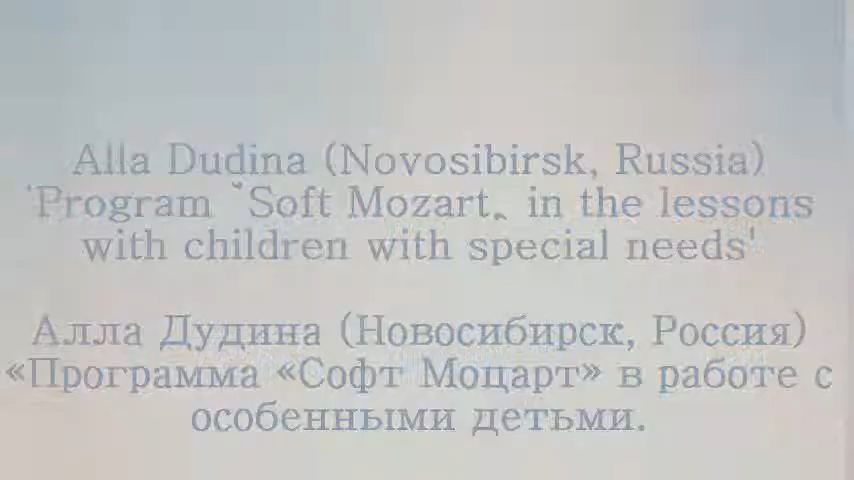 Alla Dudina (Novosibirsk, Russia)
'Program ˝Soft Mozart˝ in the lessons
with children with special needs'
Алла Дудина (Новосибирск, Россия)
«Программа «Софт Моцарт» в работе с
особенными детьми.